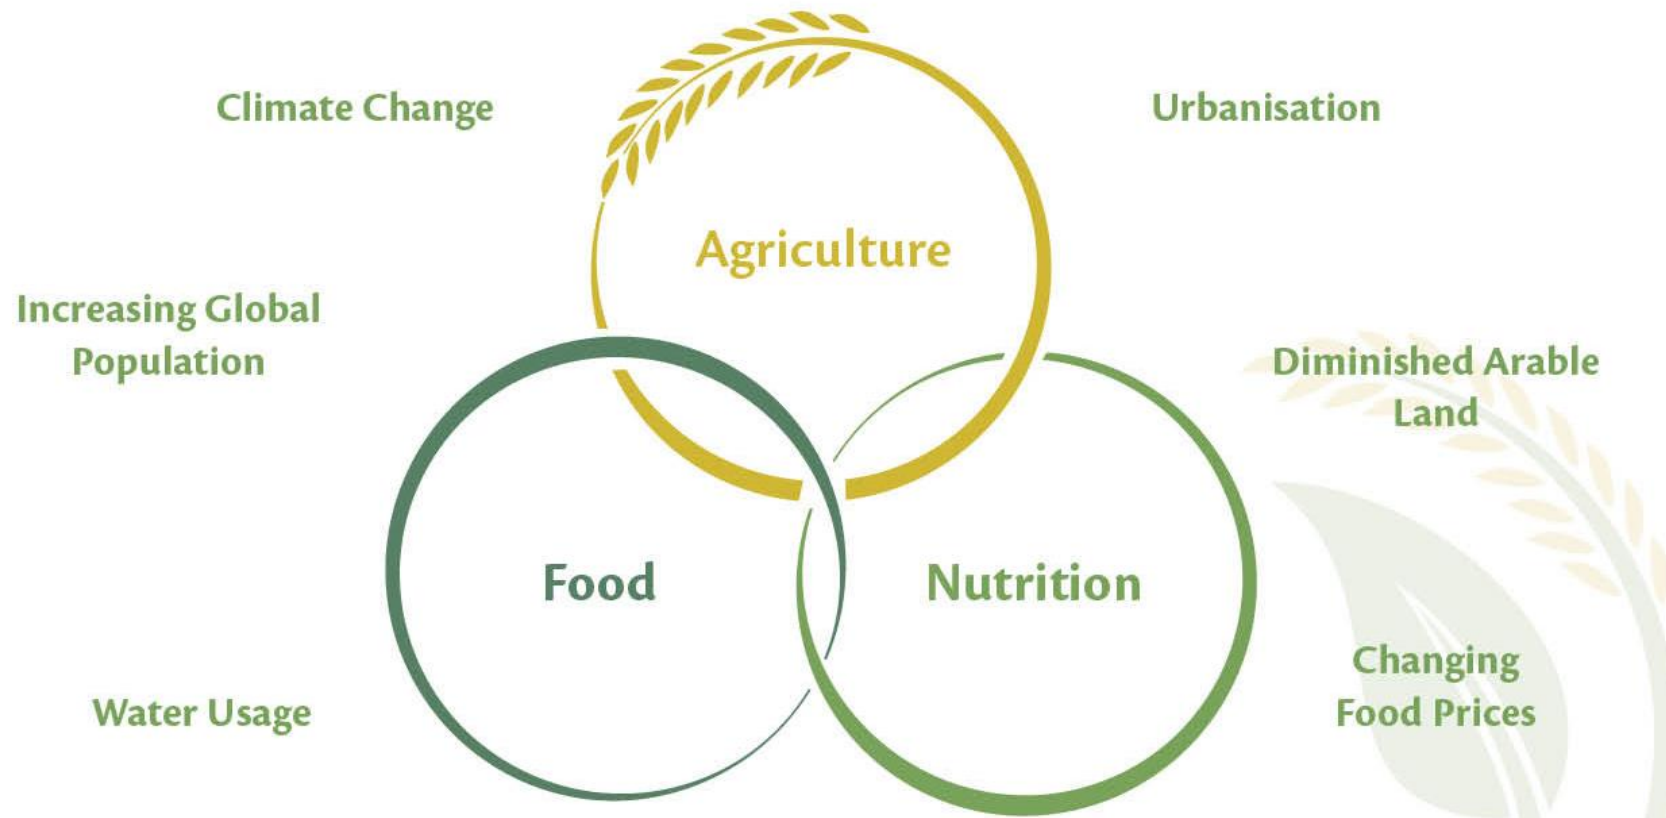 Climate Change
Urbanisation
Agriculture
Increasing Global
Population
Diminished Arable
Land
Food
Nutrition
Changing
Food Prices
Water Usage